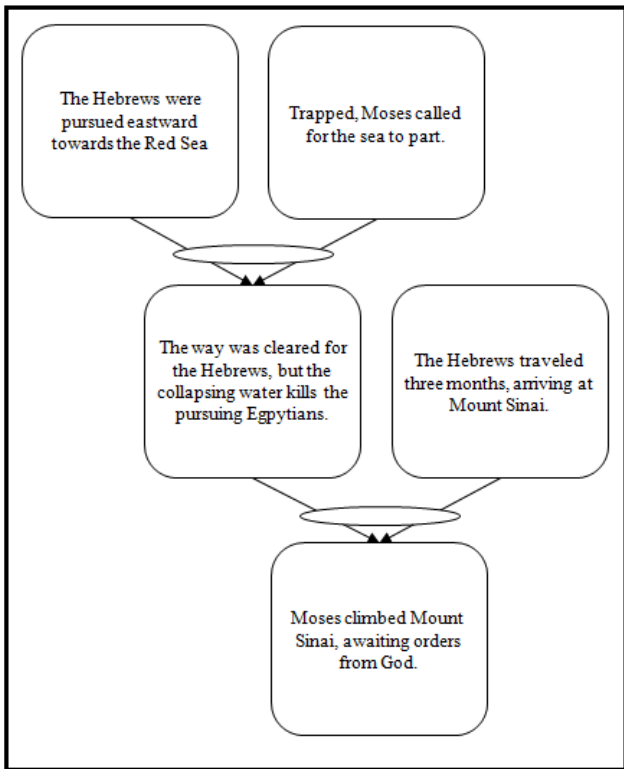 The Hebrews were
pursued eastward
towards the Red Sea
Trapped, Moses called
for the sea to part.
The way was cleared for
the Hebrews, but the
collapsing water kills the
pursuing Egpytians.
The Hebrews traveled
three months, arriving at
Mount Sinai.
Moses climbed Mount
Sinai, awaiting orders
from God.